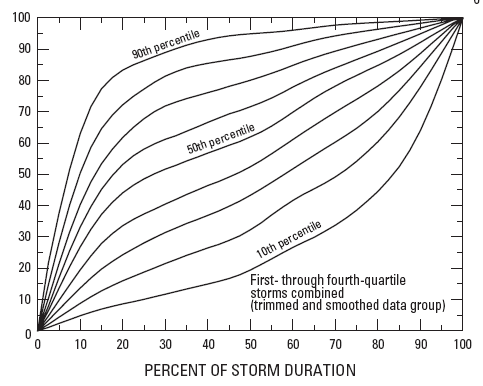 100
90
80
70
60
50
40
30
20
10
0
90th percentile
50th percentile
10th percentile
First- through fourth-quartile
storms combined
(trimmed and smoothed data group)
0 10 20 30 40 50 60 70 80 90 100
PERCENT OF STORM DURATION